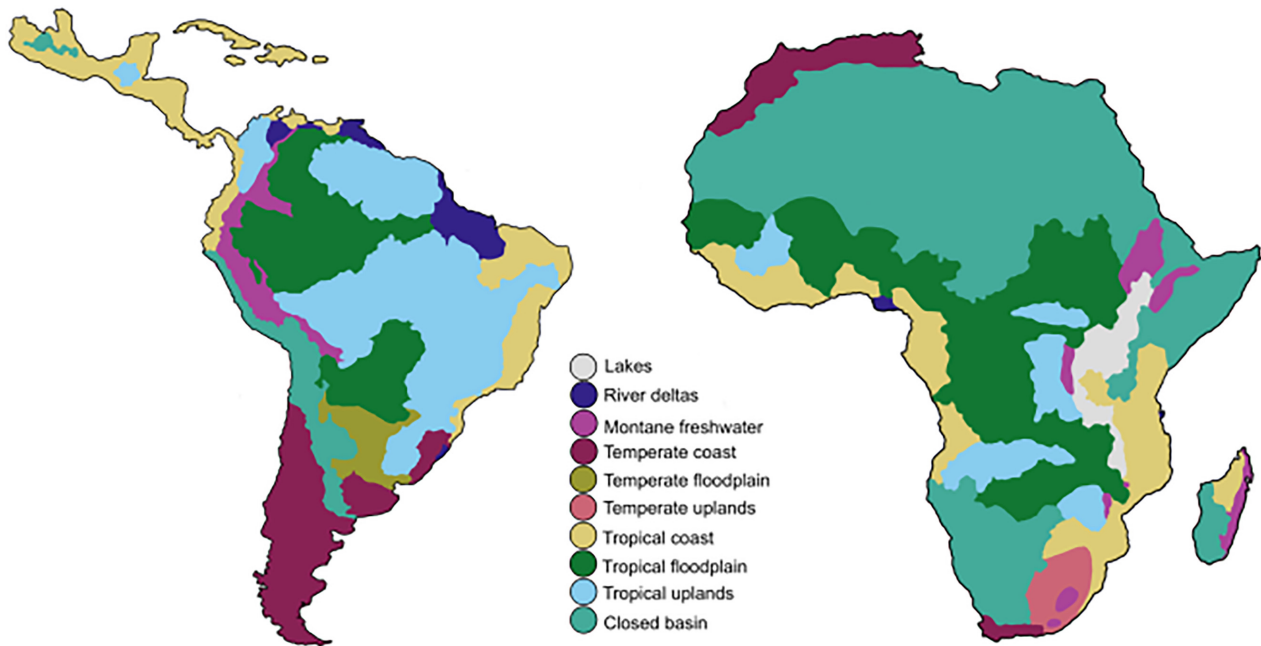 Lakes
River deltas
Montane freshwater
Temperate coast
Temperate floodplain
Temperate uplands
Tropical coast
Tropical floodplain
Tropical uplands
Closed basin